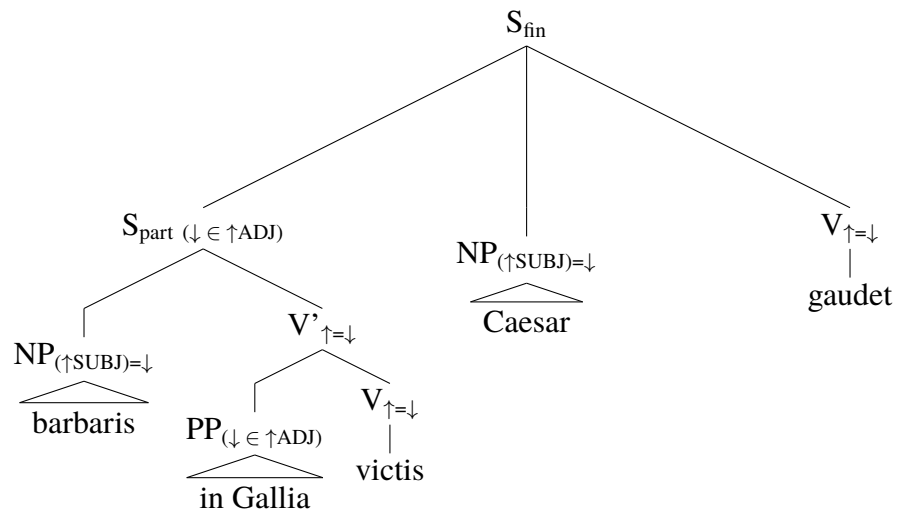 S_fin
S_part (↓ ∈ ↑ADJ)
NP_(↑SUBJ)=↓
V_↑=↓
Caesar
gaudet
NP_(↑SUBJ)=↓
V'_↑=↓
barbaris
PP_(↓ ∈ ↑ADJ)
V_↑=↓
in Gallia
victis